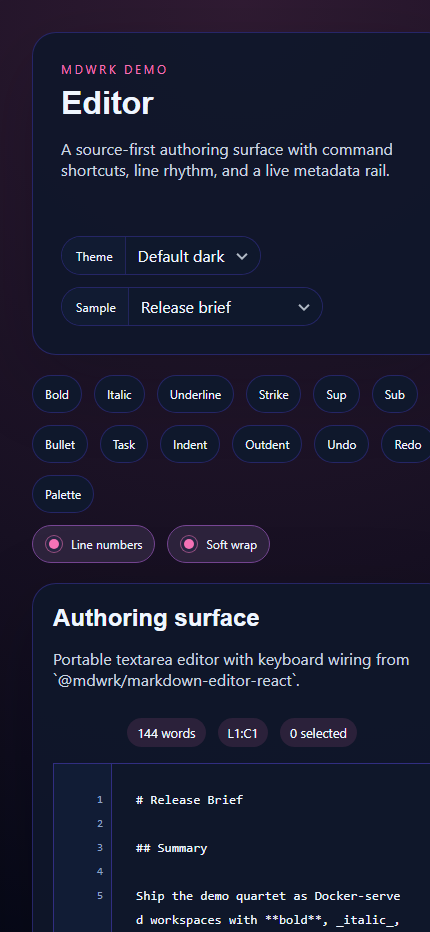 MDWRK DEMO
Editor
A source-first authoring surface with command
shortcuts, line rhythm, and a live metadata rail.
Theme Default dark
Sample Release brief
Bold Italic Underline Strike Sup Sub
Bullet Task Indent Outdent Undo Redo
Palette
Line numbers Soft wrap
Authoring surface
Portable textarea editor with keyboard wiring from
`@mdwrk/markdown-editor-react`.
144 words L1:C1 0 selected
1 # Release Brief
2
3 ## Summary
4
5 Ship the demo quartet as Docker-serve
d workspaces with **bold**, _italic_,